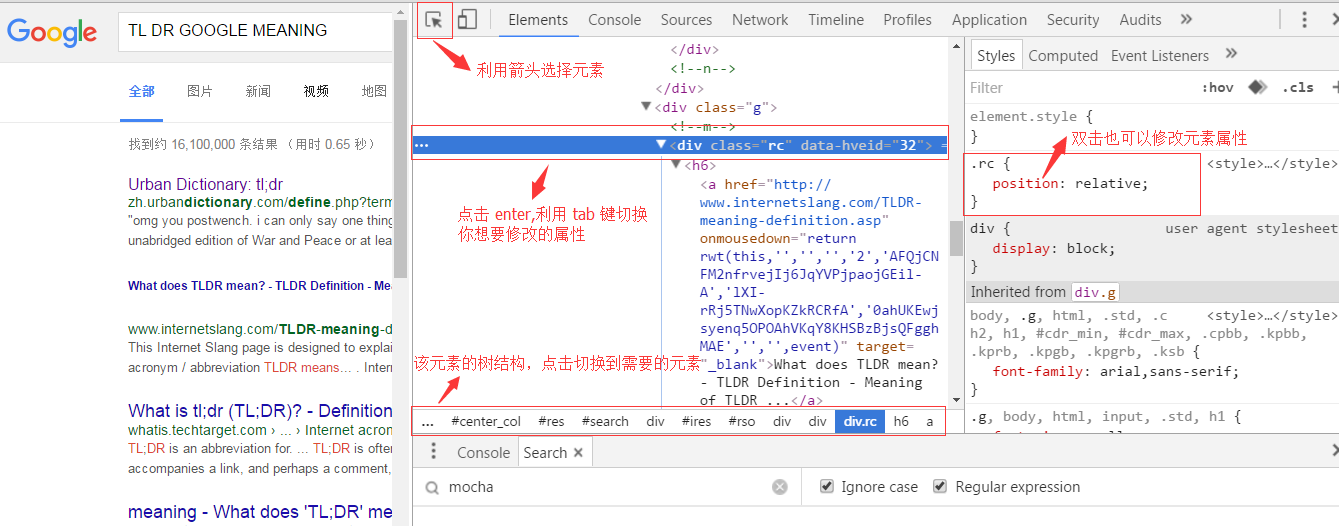 Google
TL DR GOOGLE MEANING
全部 图片 新闻 视频 地图
找到约 16,100,000 条结果 （用时 0.65 秒）
Urban Dictionary: tl;dr
zh.urbandictionary.com/define.php?term
"omg you postwench. i can only say one thing
unabridged edition of War and Peace or at lea
What does TLDR mean? - TLDR Definition - Mea
www.internetslang.com/TLDR-meaning-d
This Internet Slang page is designed to explai
acronym / abbreviation TLDR means... . Intern
What is tl;dr (TL;DR)? - Definition
whatis.techtarget.com › ... › Internet acron
TL;DR is an abbreviation for. ... TL;DR is ofter
accompanies a link, and perhaps a comment,
meaning - What does 'TL;DR' me
Elements Console Sources Network Timeline Profiles Application Security Audits »
利用箭头选择元素
</div>
<!--n-->
</div>
▼<div class="g">
<!--m-->
… ▼<div class="rc" data-hveid="32"> =
▼<h6>
<a href="http://
www.internetslang.com/TLDR-
meaning-definition.asp"
onmousedown="return
rwt(this,'','','','2','AFQjCN
FM2nfrvejIj6JqYVPjpaojGEil-
A','lXI-
rRj5TNwXopKZkRCRfA','0ahUKEwj
syenq5OPOAhVKqY8KHSBzBjsQFggh
MAE','','',event)" target=
"_blank">What does TLDR mean?
- TLDR Definition - Meaning
of TLDR ...</a>
点击 enter,利用 tab 键切换
你想要修改的属性
该元素的树结构，点击切换到需要的元素
... #center_col #res #search div #ires #rso div div div.rc h6 a
Styles Computed Event Listeners »
Filter :hov .cls +
element.style {
}
双击也可以修改元素属性
.rc { <style>…</style>
position: relative;
}
div { user agent stylesheet
display: block;
}
Inherited from div.g
body, .g, html, .std, .c <style>…</style>
h2, h1, #cdr_min, #cdr_max, .cpbb, .kpbb,
.kprb, .kpgb, .kpgrb, .ksb {
font-family: arial,sans-serif;
}
.g, body, html, input, .std, h1 {
Console Search ×
mocha
Ignore case Regular expression